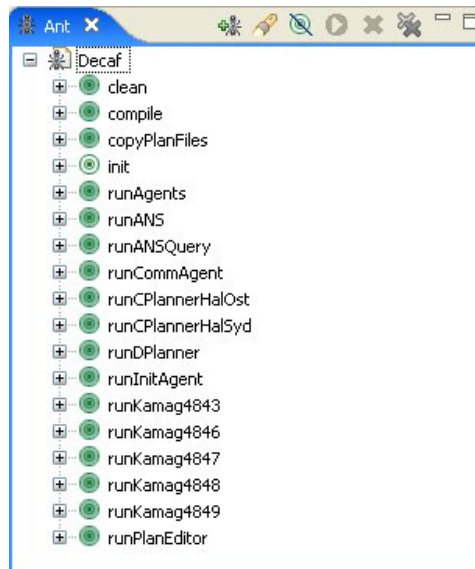 Ant
Decaf
clean
compile
copyPlanFiles
init
runAgents
runANS
runANSQuery
runCommAgent
runCPlannerHalOst
runCPlannerHalSyd
runDPlanner
runInitAgent
runKamag4843
runKamag4846
runKamag4847
runKamag4848
runKamag4849
runPlanEditor